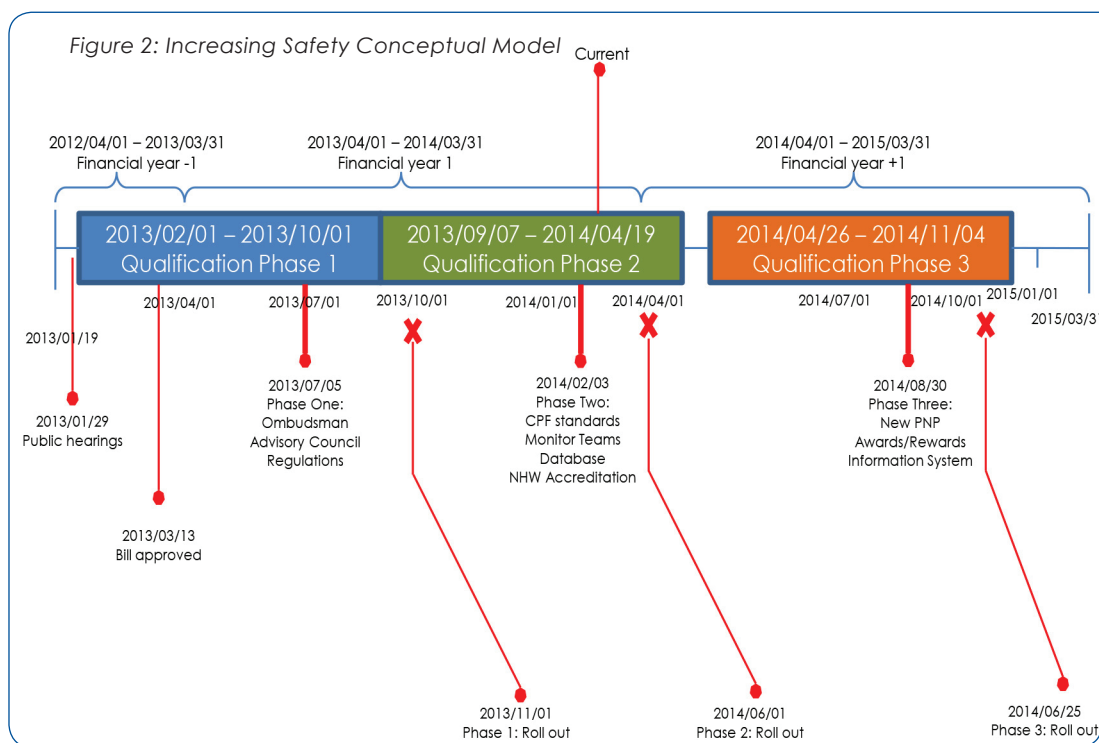 Figure 2: Increasing Safety Conceptual Model
Current
2012/04/01 – 2013/03/31
Financial year -1
2013/04/01 – 2014/03/31
Financial year 1
2014/04/01 – 2015/03/31
Financial year +1
2013/02/01 – 2013/10/01
Qualification Phase 1
2013/09/07 – 2014/04/19
Qualification Phase 2
2014/04/26 – 2014/11/04
Qualification Phase 3
2013/01/19
2013/04/01
2013/07/01
2013/10/01
2014/01/01
2014/04/01
2014/07/01
2014/10/01
2015/01/01
2015/03/31
2013/01/29
Public hearings
2013/03/13
Bill approved
2013/07/05
Phase One:
Ombudsman
Advisory Council
Regulations
2014/02/03
Phase Two:
CPF standards
Monitor Teams
Database
NHW Accreditation
2014/08/30
Phase Three:
New PNP
Awards/Rewards
Information System
2013/11/01
Phase 1: Roll out
2014/06/01
Phase 2: Roll out
2014/06/25
Phase 3: Roll out